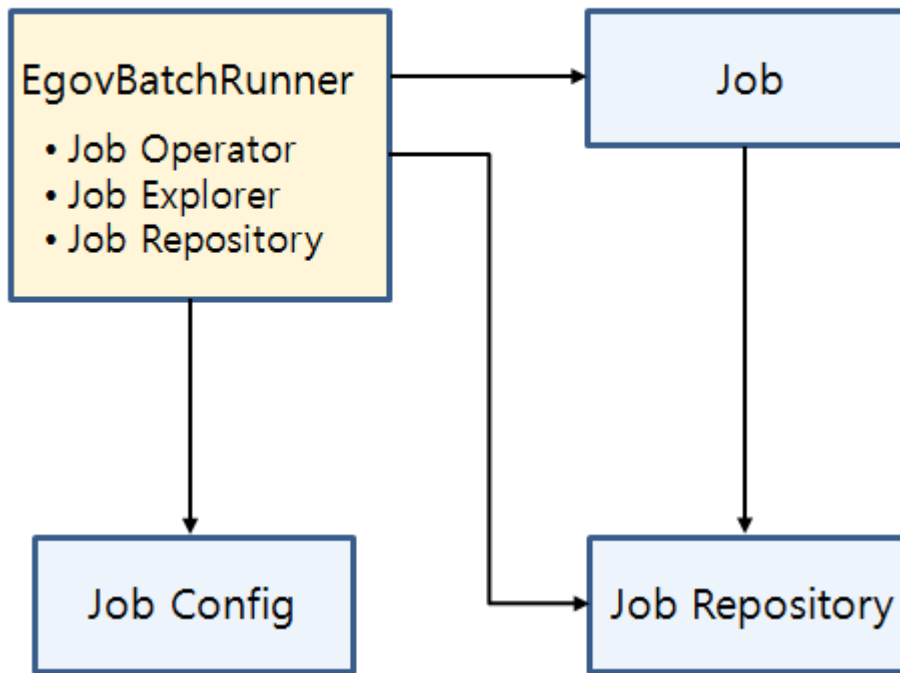 EgovBatchRunner
• Job Operator
• Job Explorer
• Job Repository
Job
Job Config
Job Repository